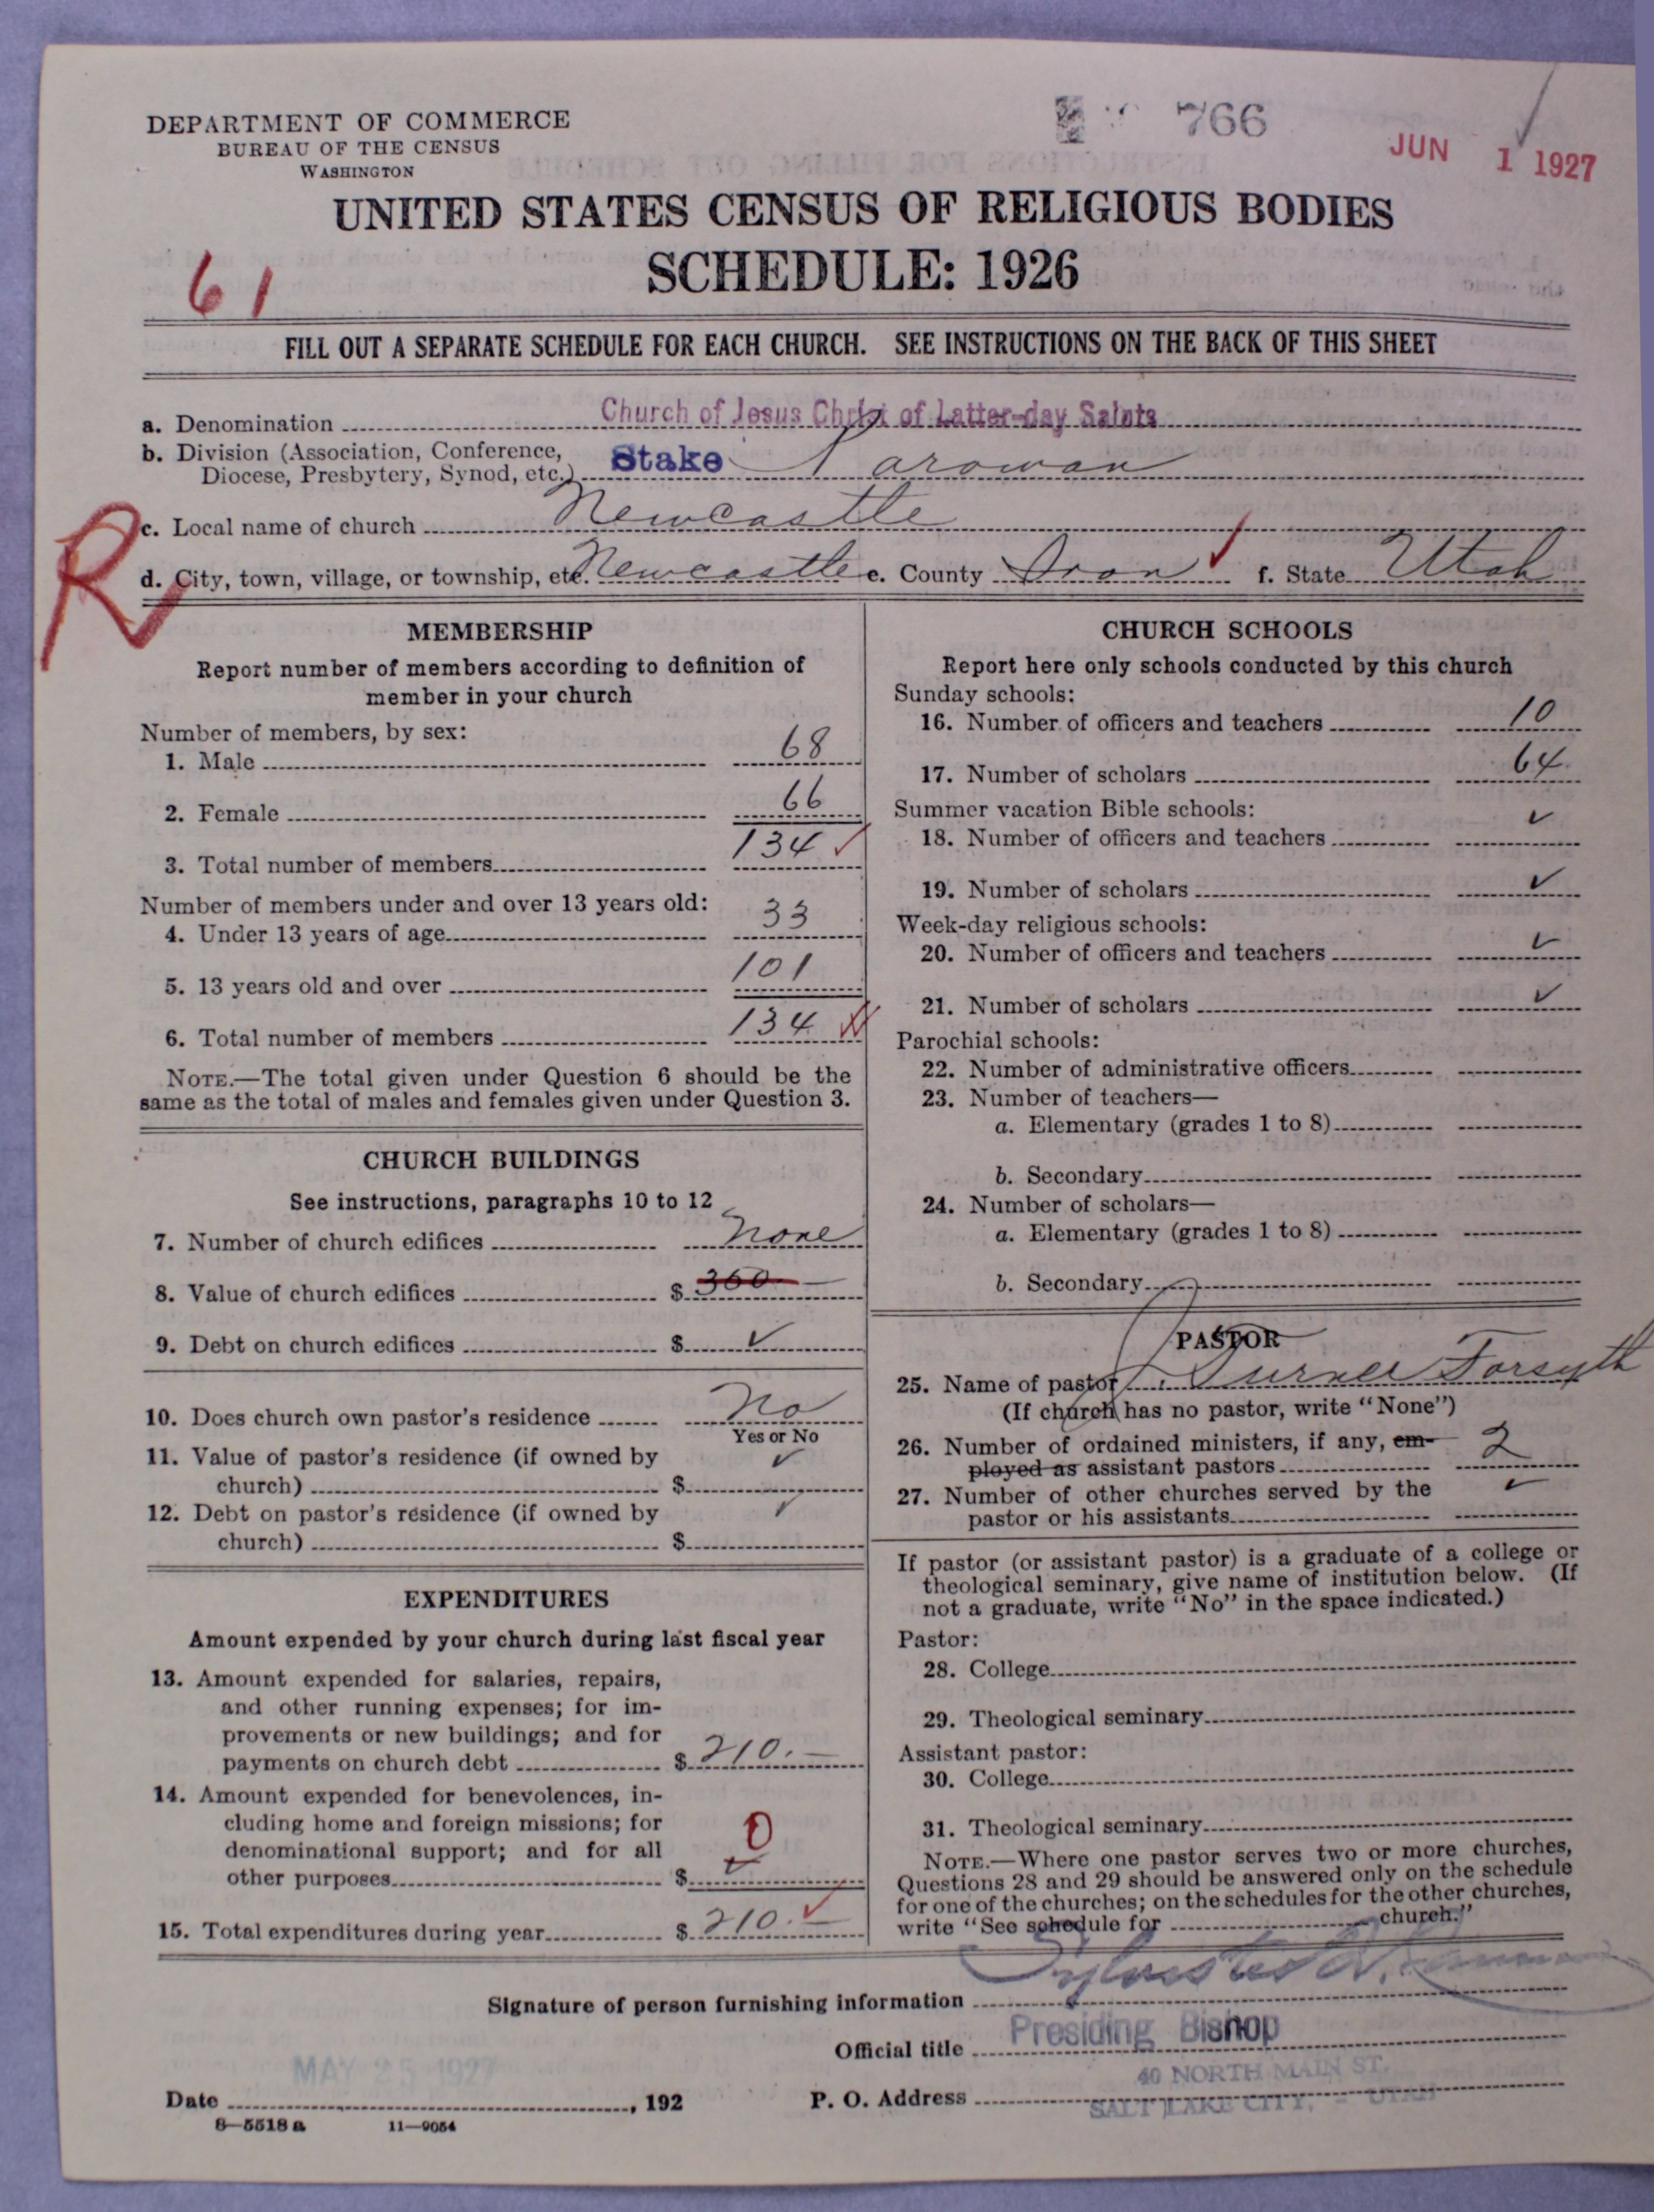 DEPARTMENT OF COMMERCE
BUREAU OF THE CENSUS
WASHINGTON
766
JUN 1 1927
UNITED STATES CENSUS OF RELIGIOUS BODIES
SCHEDULE: 1926
61
FILL OUT A SEPARATE SCHEDULE FOR EACH CHURCH. SEE INSTRUCTIONS ON THE BACK OF THIS SHEET
a. Denomination Church of Jesus Christ of Latter-day Saints
b. Division (Association, Conference,
Diocese, Presbytery, Synod, etc.) Stake Parowan
R
c. Local name of church Newcastle
d. City, town, village, or township, etc. Newcastle e. County Iron ✓ f. State Utah
MEMBERSHIP
Report number of members according to definition of
member in your church
Number of members, by sex:
1. Male 68
2. Female 66
3. Total number of members 134 ✓
Number of members under and over 13 years old:
4. Under 13 years of age 33
5. 13 years old and over 101
6. Total number of members 134
NOTE.—The total given under Question 6 should be the
same as the total of males and females given under Question 3.
CHURCH BUILDINGS
See instructions, paragraphs 10 to 12
7. Number of church edifices None
8. Value of church edifices $ 360
9. Debt on church edifices $ ✓
10. Does church own pastor's residence No
Yes or No
11. Value of pastor's residence (if owned by
church) $ ✓
12. Debt on pastor's residence (if owned by
church) $ ✓
EXPENDITURES
Amount expended by your church during last fiscal year
13. Amount expended for salaries, repairs,
and other running expenses; for im-
provements or new buildings; and for
payments on church debt $ 210.—
14. Amount expended for benevolences, in-
cluding home and foreign missions; for
denominational support; and for all
other purposes $ 0
15. Total expenditures during year $ 210.— ✓
CHURCH SCHOOLS
Report here only schools conducted by this church
Sunday schools:
16. Number of officers and teachers 10
17. Number of scholars 64
Summer vacation Bible schools:
18. Number of officers and teachers ✓
19. Number of scholars ✓
Week-day religious schools:
20. Number of officers and teachers ✓
21. Number of scholars ✓
Parochial schools:
22. Number of administrative officers
23. Number of teachers—
a. Elementary (grades 1 to 8)
b. Secondary
24. Number of scholars—
a. Elementary (grades 1 to 8)
b. Secondary
PASTOR
25. Name of pastor Turner Forsyth
(If church has no pastor, write "None")
26. Number of ordained ministers, if any, em-
ployed as assistant pastors 2
27. Number of other churches served by the
pastor or his assistants ✓
If pastor (or assistant pastor) is a graduate of a college or
theological seminary, give name of institution below. (If
not a graduate, write "No" in the space indicated.)
Pastor:
28. College
29. Theological seminary
Assistant pastor:
30. College
31. Theological seminary
NOTE.—Where one pastor serves two or more churches,
Questions 28 and 29 should be answered only on the schedule
for one of the churches; on the schedules for the other churches,
write "See schedule for church."
Signature of person furnishing information Sylvester Q. Cannon
Official title Presiding Bishop
MAY 25 1927
Date , 192
P. O. Address 40 NORTH MAIN ST.
SALT LAKE CITY, - UTAH
8—5518 a 11—9054